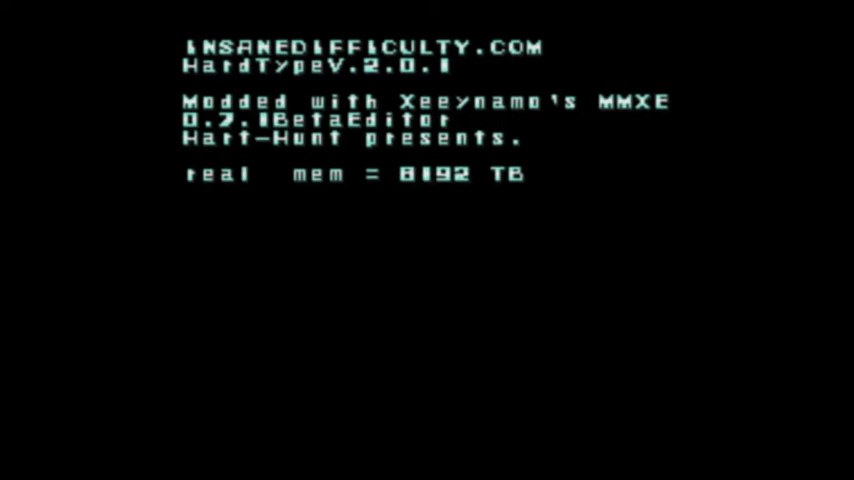 INSANEDIFFICULTY.COM
HardTypeV.2.0.1
Modded with Xeeynamo's MMXE
0.7.1BetaEditor
Hart-Hunt presents.
real mem = 8192 TB